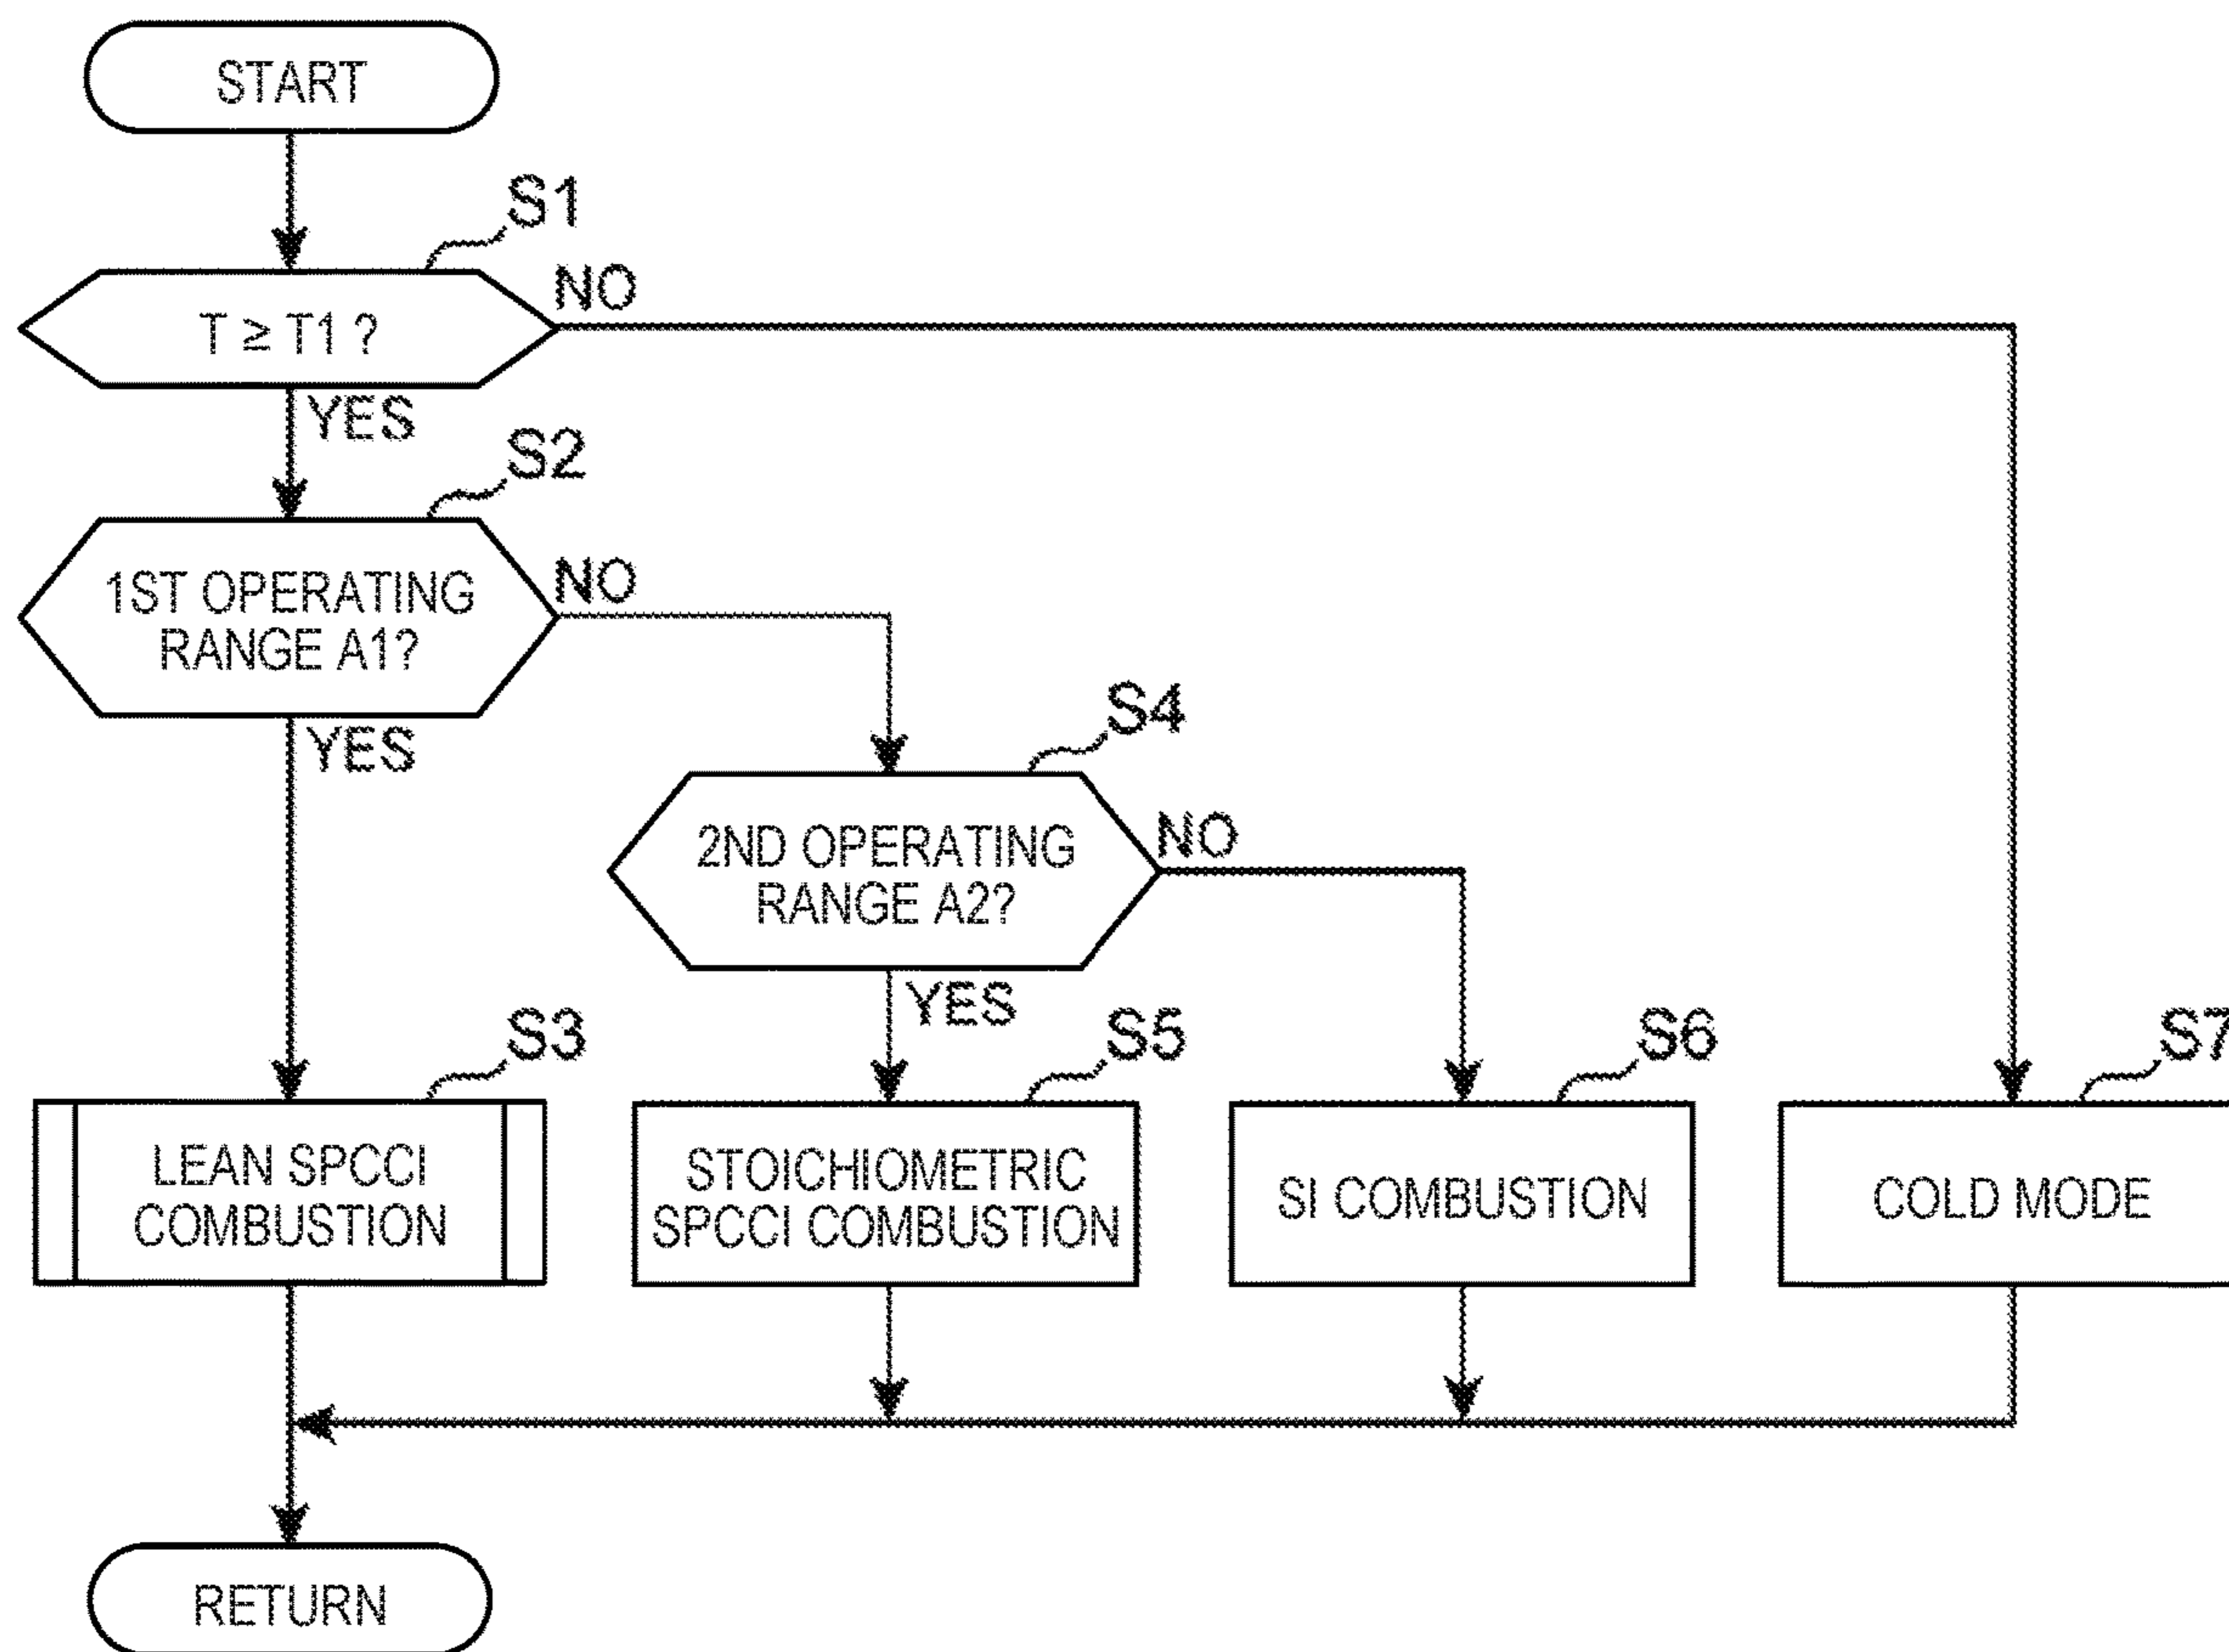 START
S1
T ≥ T1 ?
NO
YES
S2
1ST OPERATING
RANGE A1?
NO
YES
S4
2ND OPERATING
RANGE A2?
NO
YES
S3
LEAN SPCCI
COMBUSTION
S5
STOICHIOMETRIC
SPCCI COMBUSTION
S6
SI COMBUSTION
S7
COLD MODE
RETURN